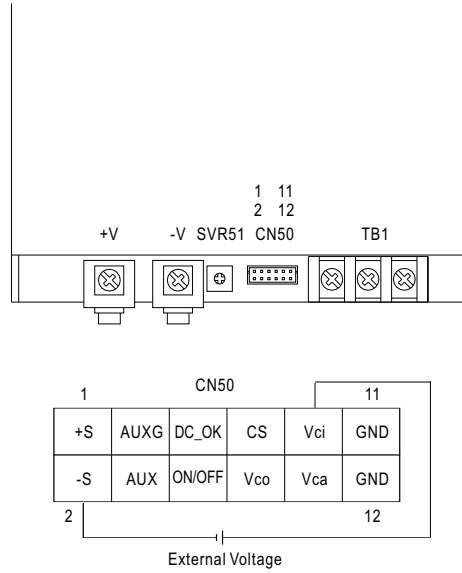 1 11
2 12
+V -V SVR51 CN50 TB1
CN50
1 11
+S AUXG DC_OK CS Vci GND
-S AUX ON/OFF Vco Vca GND
2 12
External Voltage